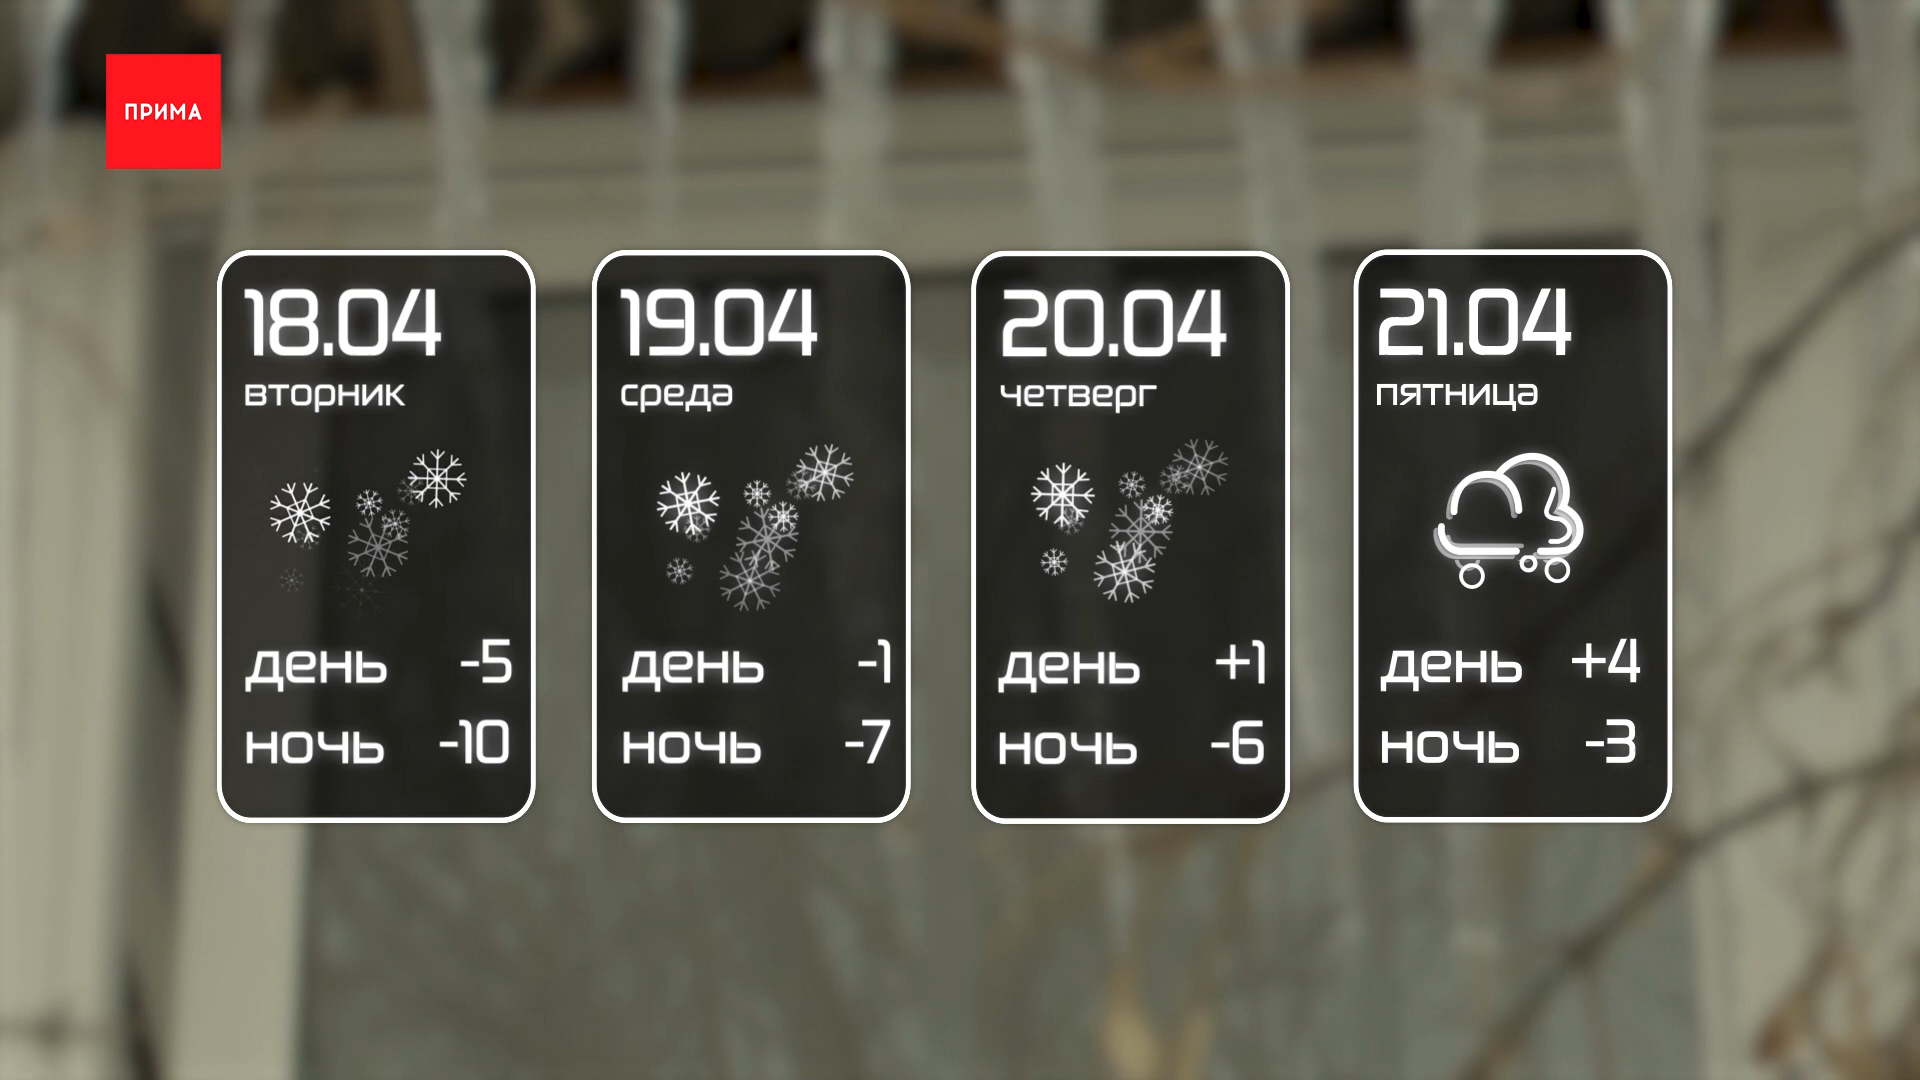 ПРИМА
18.04
вторник
день -5
ночь -10
19.04
среда
день -1
ночь -7
20.04
четверг
день +1
ночь -6
21.04
пятница
день +4
ночь -3